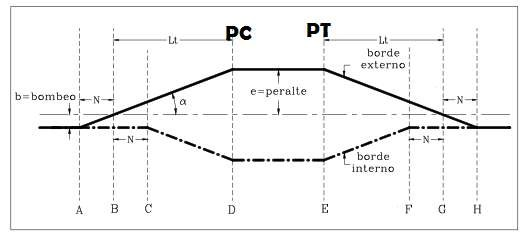 PC PT
Lt Lt
borde
externo
b=bombeo
N α e=peralte N
N N
borde
interno
A B C D E F G H